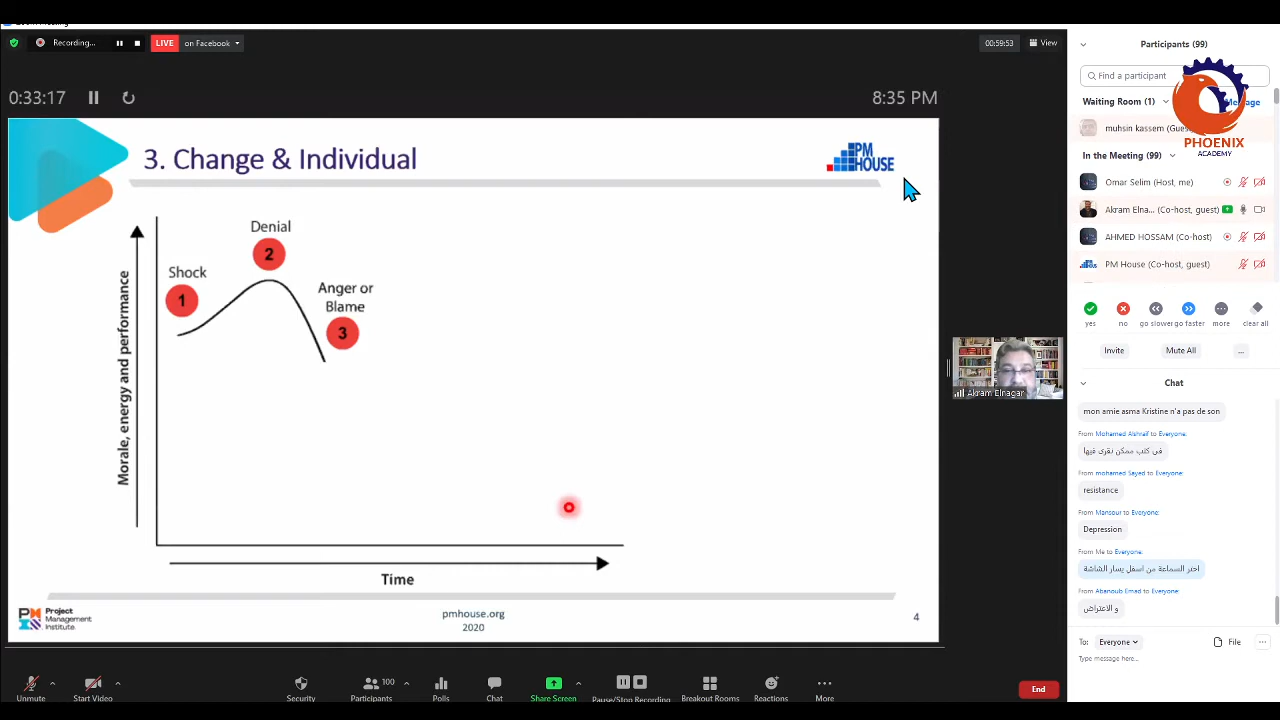 Recording...
LIVE
on Facebook
00:59:53
View
0:33:17
8:35 PM
3. Change & Individual
PM
HOUSE
Denial
2
Shock
1
Anger or
Blame
3
Morale, energy and performance
Time
Project
Management
Institute.
pmhouse.org
2020
4
Akram Elnagar
Participants (99)
Find a participant
Waiting Room (1)
Message
muhsin kassem (Gues
PHOENIX
ACADEMY
In the Meeting (99)
Omar Selim (Host, me)
Akram Elna... (Co-host, guest)
AHMED HOSSAM (Co-host)
PM House (Co-host, guest)
yes
no
go slower
go faster
more
clear all
Invite
Mute All
...
Chat
mon amie asma Kristine n'a pas de son
From Mohamed Alshraif to Everyone:
في كتب ممكن نقرى فيها
From mohamed Sayed to Everyone:
resistance
From Mansour to Everyone:
Depression
From Me to Everyone:
اختر السماعة من اسفل يسار الشاشة
From Abanoub Emad to Everyone:
و الاعتراض
To:
Everyone
File
Type message here...
Unmute
Start Video
Security
Participants
100
Polls
Chat
Share Screen
Pause/Stop Recording
Breakout Rooms
Reactions
More
End